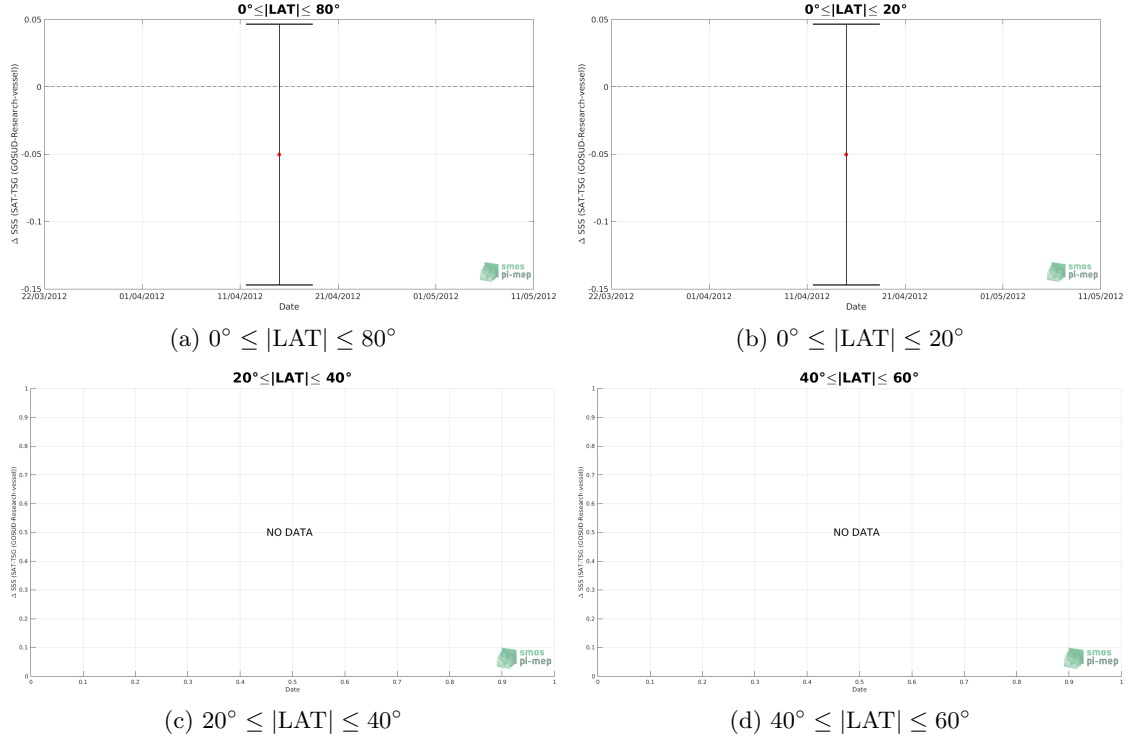 0°≤|LAT|≤ 80°
0.05
0
-0.05
-0.1
-0.15
Δ SSS (SAT-TSG (GOSUD-Research-vessel))
22/03/2012 01/04/2012 11/04/2012 21/04/2012 01/05/2012 11/05/2012
Date
smos
pi-mep
(a) 0° ≤ |LAT| ≤ 80°
0°≤|LAT|≤ 20°
0.05
0
-0.05
-0.1
-0.15
Δ SSS (SAT-TSG (GOSUD-Research-vessel))
22/03/2012 01/04/2012 11/04/2012 21/04/2012 01/05/2012 11/05/2012
Date
smos
pi-mep
(b) 0° ≤ |LAT| ≤ 20°
20°≤|LAT|≤ 40°
1
0.9
0.8
0.7
0.6
0.5
0.4
0.3
0.2
0.1
0
Δ SSS (SAT-TSG (GOSUD-Research-vessel))
NO DATA
0 0.1 0.2 0.3 0.4 0.5 0.6 0.7 0.8 0.9 1
Date
smos
pi-mep
(c) 20° ≤ |LAT| ≤ 40°
40°≤|LAT|≤ 60°
1
0.9
0.8
0.7
0.6
0.5
0.4
0.3
0.2
0.1
0
Δ SSS (SAT-TSG (GOSUD-Research-vessel))
NO DATA
0 0.1 0.2 0.3 0.4 0.5 0.6 0.7 0.8 0.9 1
Date
smos
pi-mep
(d) 40° ≤ |LAT| ≤ 60°